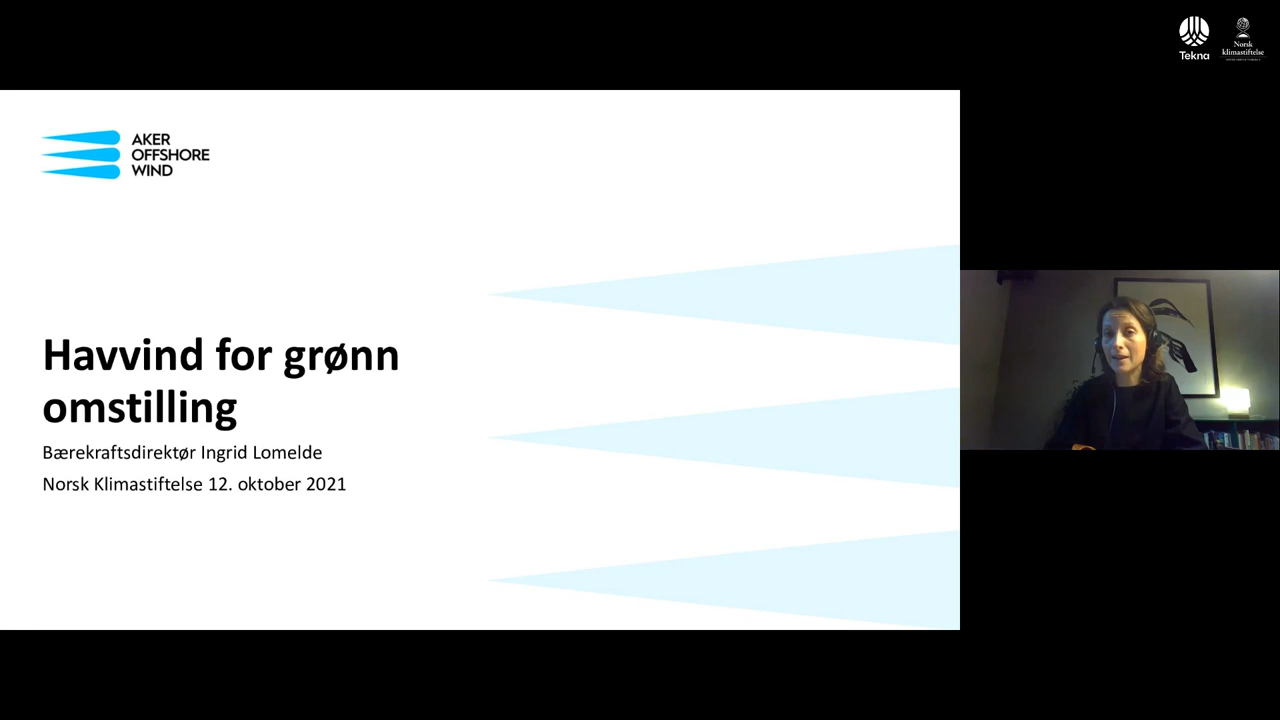 Tekna
Norsk
klimastiftelse
AKER
OFFSHORE
WIND
Havvind for grønn
omstilling
Bærekraftsdirektør Ingrid Lomelde
Norsk Klimastiftelse 12. oktober 2021